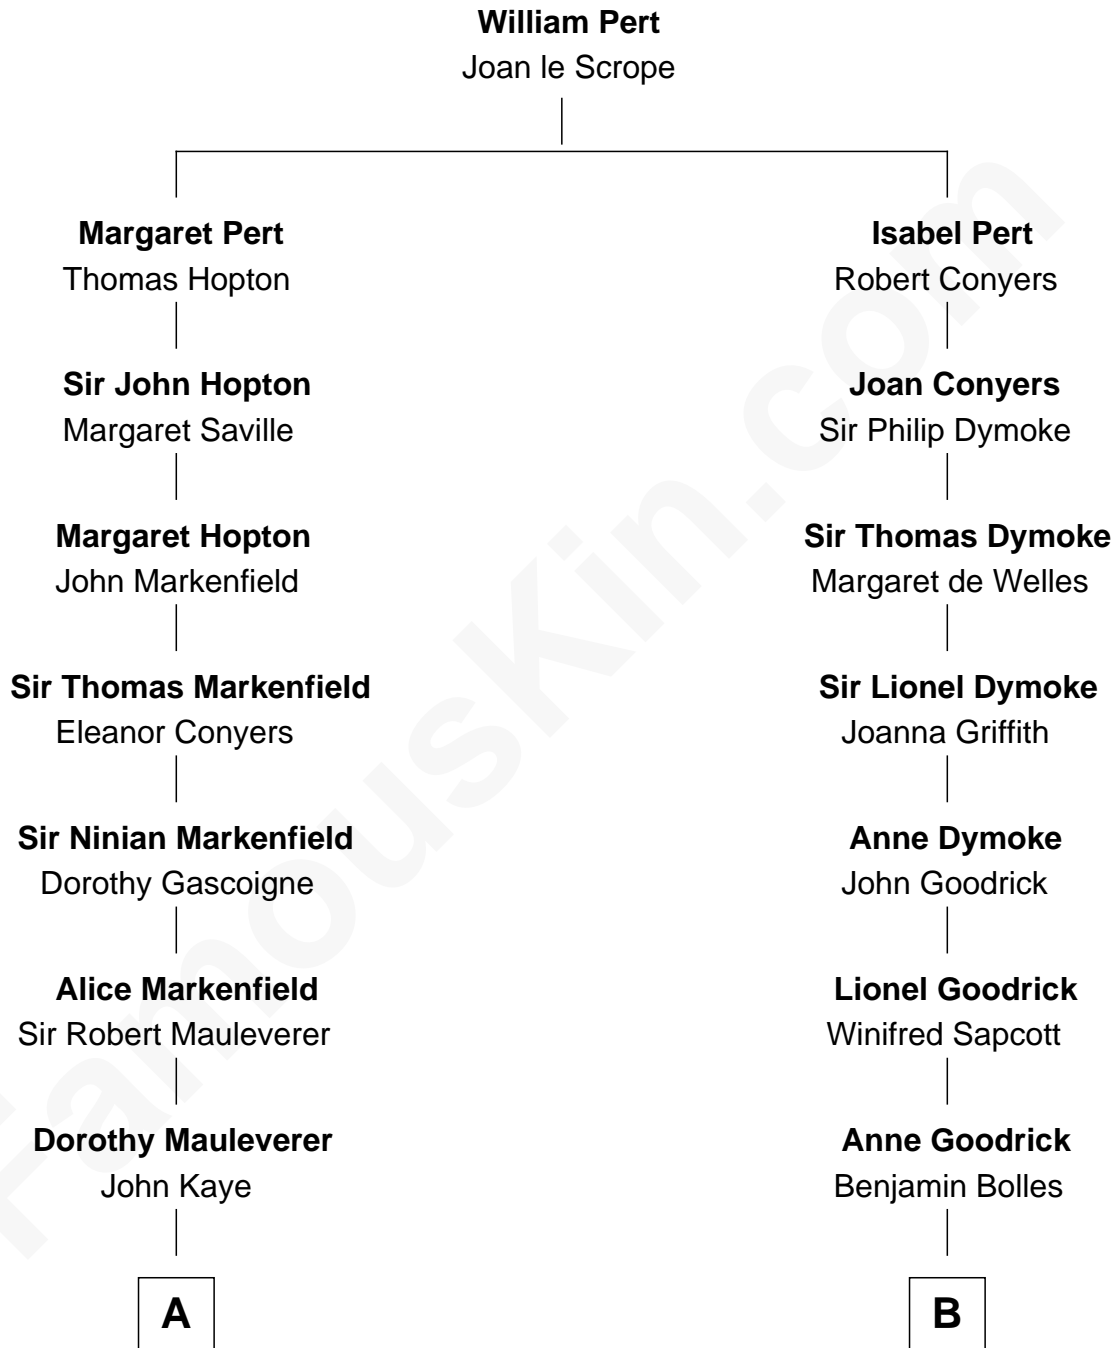 William Pert
Joan le Scrope
Margaret Pert
Thomas Hopton
Isabel Pert
Robert Conyers
Sir John Hopton
Margaret Saville
Joan Conyers
Sir Philip Dymoke
Margaret Hopton
John Markenfield
Sir Thomas Dymoke
Margaret de Welles
Sir Thomas Markenfield
Eleanor Conyers
Sir Lionel Dymoke
Joanna Griffith
Sir Ninian Markenfield
Dorothy Gascoigne
Anne Dymoke
John Goodrick
Alice Markenfield
Sir Robert Mauleverer
Lionel Goodrick
Winifred Sapcott
Dorothy Mauleverer
John Kaye
Anne Goodrick
Benjamin Bolles
A
B
FamousKin.com